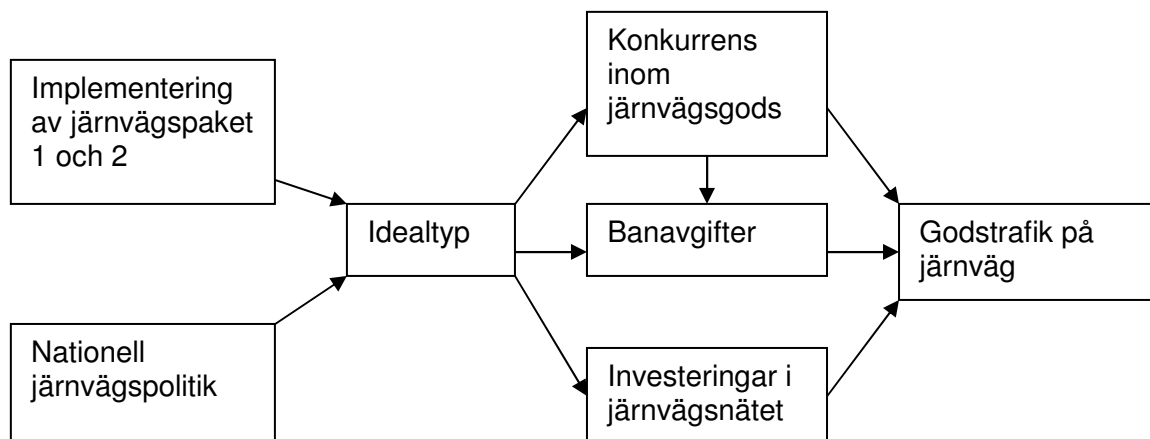 Implementering
av järnvägspaket
1 och 2
Nationell
järnvägspolitik
Idealtyp
Konkurrens
inom
järnvägsgods
Banavgifter
Investeringar i
järnvägsnätet
Godstrafik på
järnväg